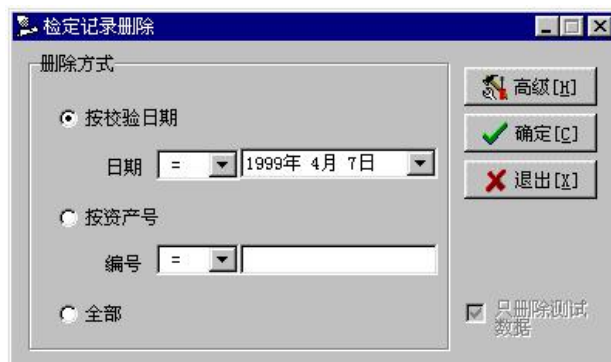 检定记录删除
删除方式
按校验日期
日期 = 1999年 4月 7日
按资产号
编号 =
全部
高级[H]
确定[C]
退出[X]
只删除测试
数据